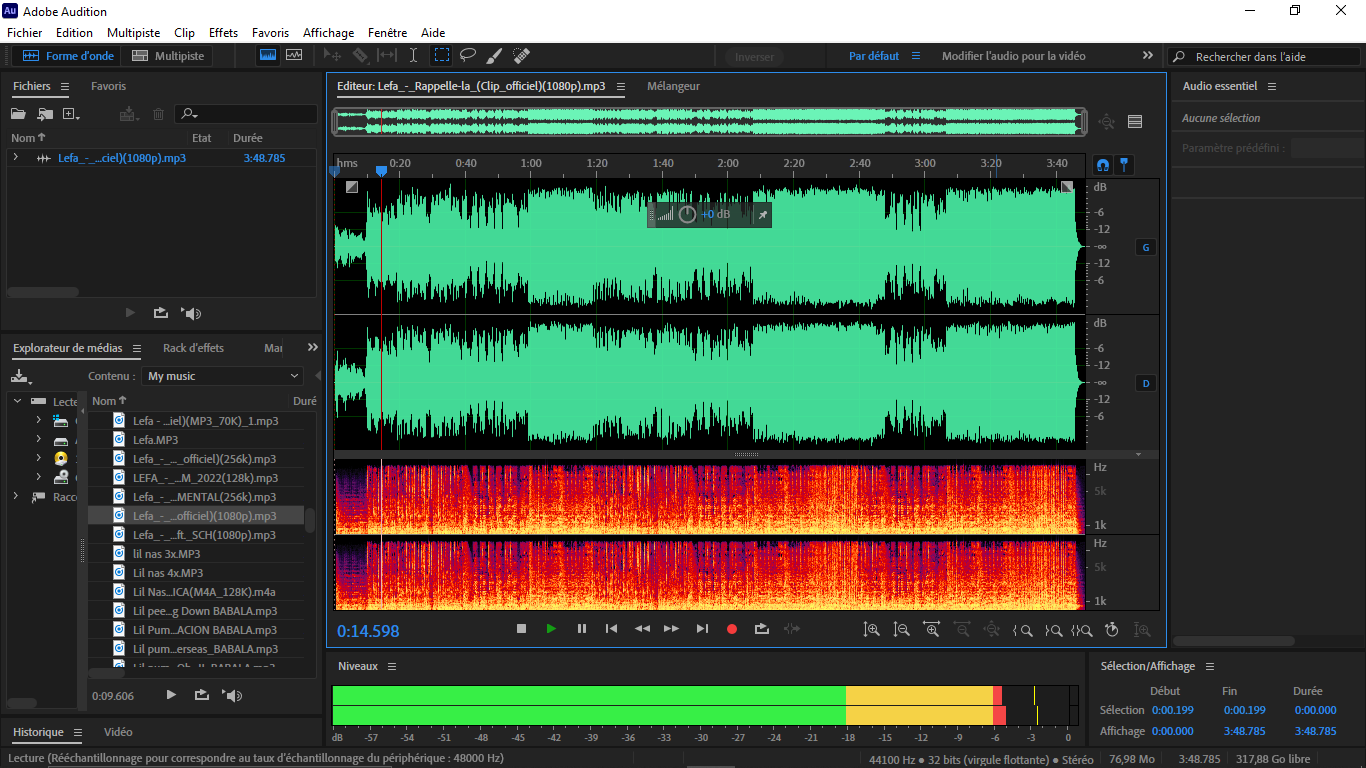 Au Adobe Audition
Fichier Edition Multipiste Clip Effets Favoris Affichage Fenêtre Aide
Forme d'onde Multipiste Inverser Par défaut Modifier l'audio pour la vidéo Rechercher dans l'aide
Fichiers Favoris
Nom Etat Durée
Lefa_-_...ciel)(1080p).mp3 3:48.785
Explorateur de médias Rack d'effets Mar
Contenu : My music
Lecte
Racco
Nom Duré
Lefa - ...iel)(MP3_70K)_1.mp3
Lefa.MP3
Lefa_-_..._officiel)(256k).mp3
LEFA_-_...M_2022(128k).mp3
Lefa_-_...MENTAL(256k).mp3
Lefa_-_...officiel)(1080p).mp3
Lefa_-_...ft._SCH(1080p).mp3
lil nas 3x.MP3
Lil nas 4x.MP3
Lil Nas...ICA(M4A_128K).m4a
Lil pee...g Down BABALA.mp3
Lil Pum...ACION BABALA.mp3
Lil pum...erseas_BABALA.mp3
0:09.606
Historique Vidéo
Editeur: Lefa_-_Rappelle-la_(Clip_officiel)(1080p).mp3 Mélangeur
hms 0:20 0:40 1:00 1:20 1:40 2:00 2:20 2:40 3:00 3:20 3:40
+0 dB
dB
-6
-12
-∞
-12
-6
G
dB
-6
-12
-∞
-12
-6
D
Hz
5k
1k
Hz
5k
1k
0:14.598
Niveaux
dB -57 -54 -51 -48 -45 -42 -39 -36 -33 -30 -27 -24 -21 -18 -15 -12 -9 -6 -3 0
Audio essentiel
Aucune sélection
Paramètre prédéfini :
Sélection/Affichage
Début Fin Durée
Sélection 0:00.199 0:00.199 0:00.000
Affichage 0:00.000 3:48.785 3:48.785
Lecture (Rééchantillonnage pour correspondre au taux d'échantillonnage du périphérique : 48000 Hz) 44100 Hz ● 32 bits (virgule flottante) ● Stéréo 76,98 Mo 3:48.785 317,88 Go libre